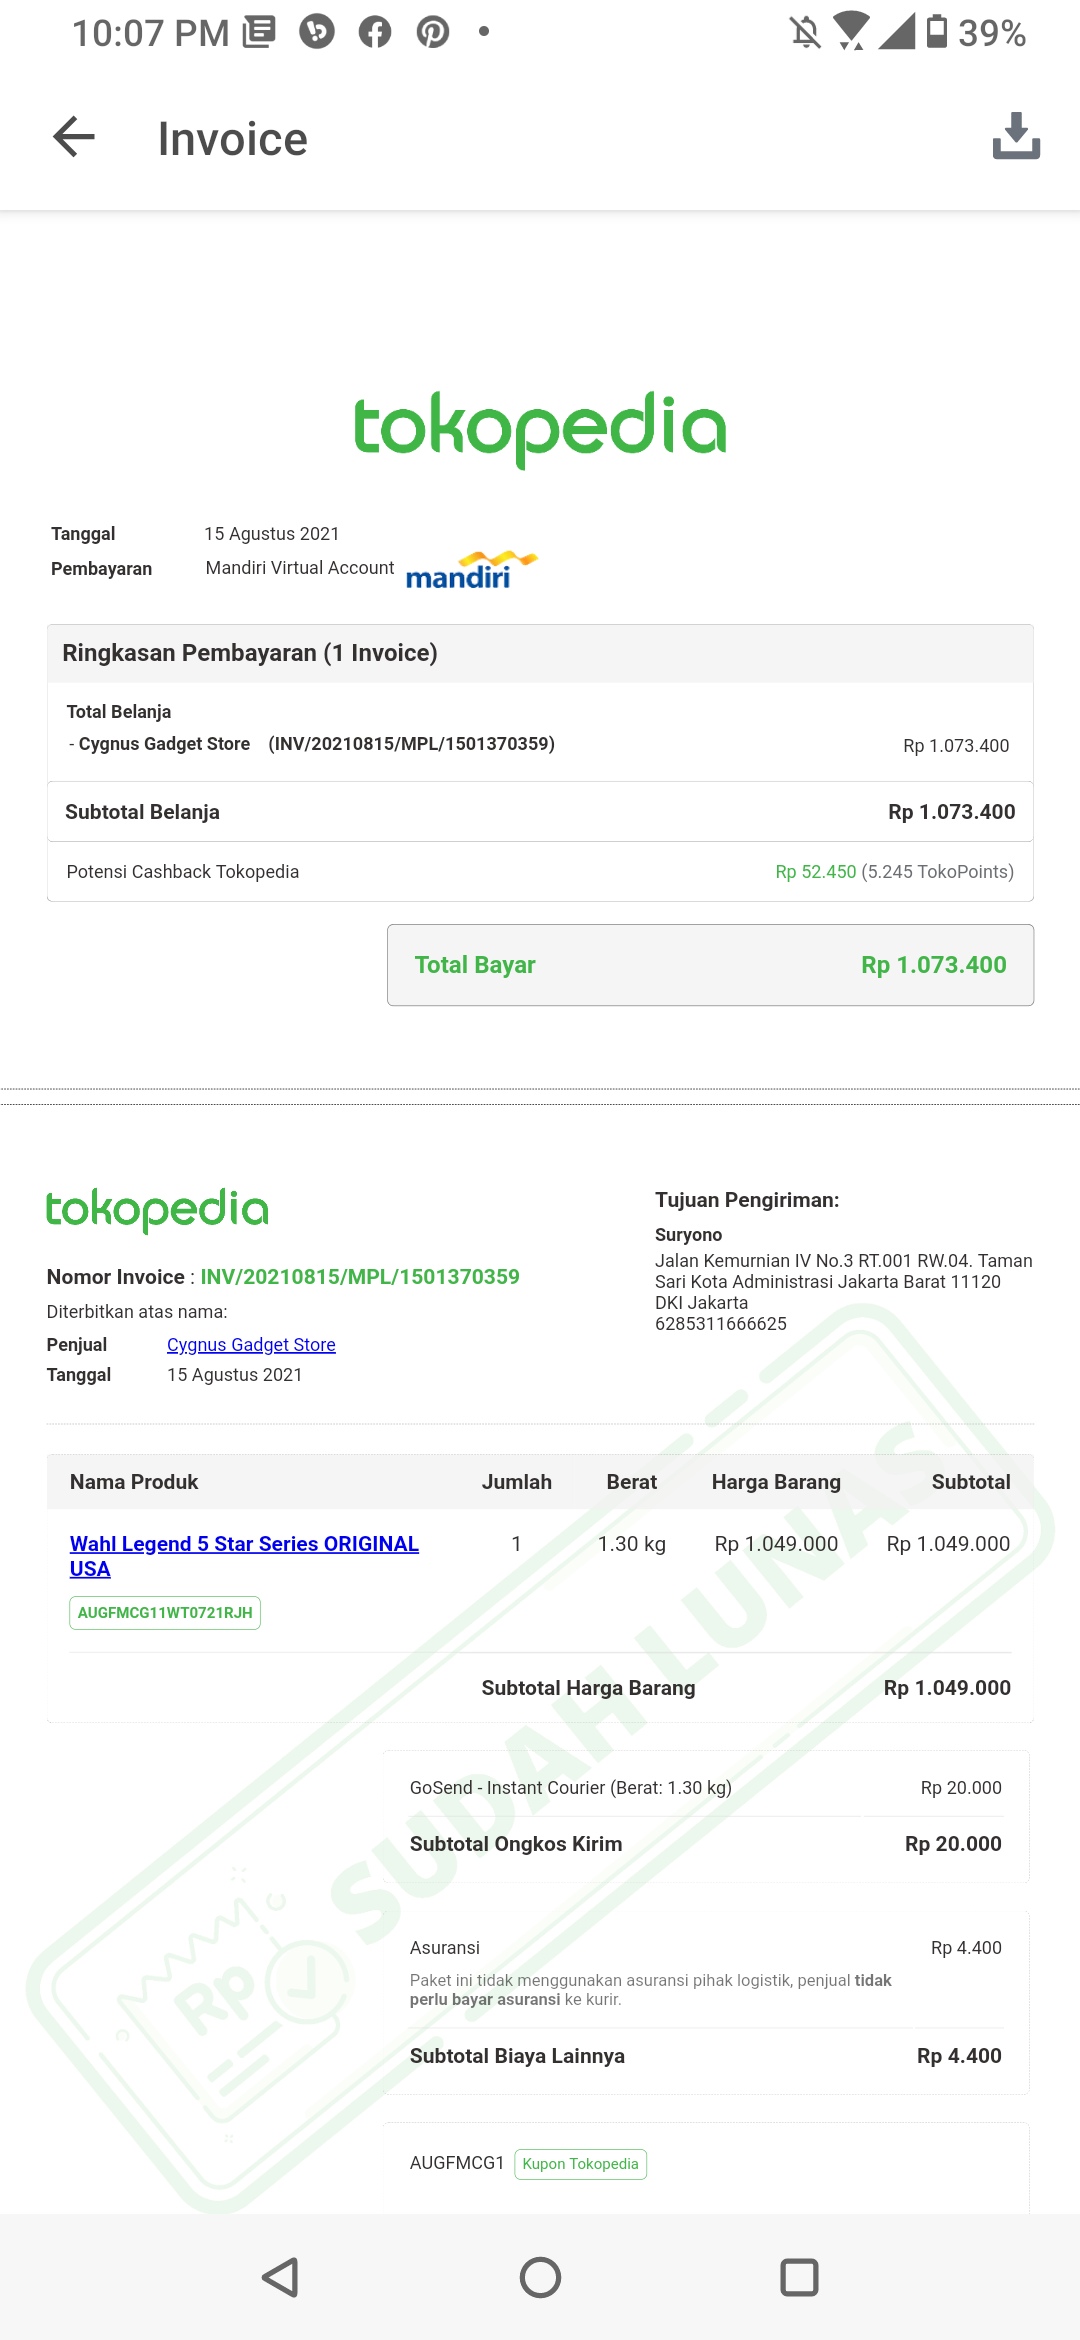 10:07 PM
39%
Invoice
tokopedia
Tanggal 15 Agustus 2021
Pembayaran Mandiri Virtual Account mandiri
Ringkasan Pembayaran (1 Invoice)
Total Belanja
- Cygnus Gadget Store (INV/20210815/MPL/1501370359) Rp 1.073.400
Subtotal Belanja Rp 1.073.400
Potensi Cashback Tokopedia Rp 52.450 (5.245 TokoPoints)
Total Bayar Rp 1.073.400
tokopedia
Nomor Invoice : INV/20210815/MPL/1501370359
Diterbitkan atas nama:
Penjual Cygnus Gadget Store
Tanggal 15 Agustus 2021
Tujuan Pengiriman:
Suryono
Jalan Kemurnian IV No.3 RT.001 RW.04. Taman
Sari Kota Administrasi Jakarta Barat 11120
DKI Jakarta
6285311666625
Nama Produk Jumlah Berat Harga Barang Subtotal
Wahl Legend 5 Star Series ORIGINAL 1 1.30 kg Rp 1.049.000 Rp 1.049.000
USA
AUGFMCG11WT0721RJH
Subtotal Harga Barang Rp 1.049.000
GoSend - Instant Courier (Berat: 1.30 kg) Rp 20.000
Subtotal Ongkos Kirim Rp 20.000
Asuransi Rp 4.400
Paket ini tidak menggunakan asuransi pihak logistik, penjual tidak
perlu bayar asuransi ke kurir.
Subtotal Biaya Lainnya Rp 4.400
AUGFMCG1 Kupon Tokopedia
Rp SUDAH LUNAS